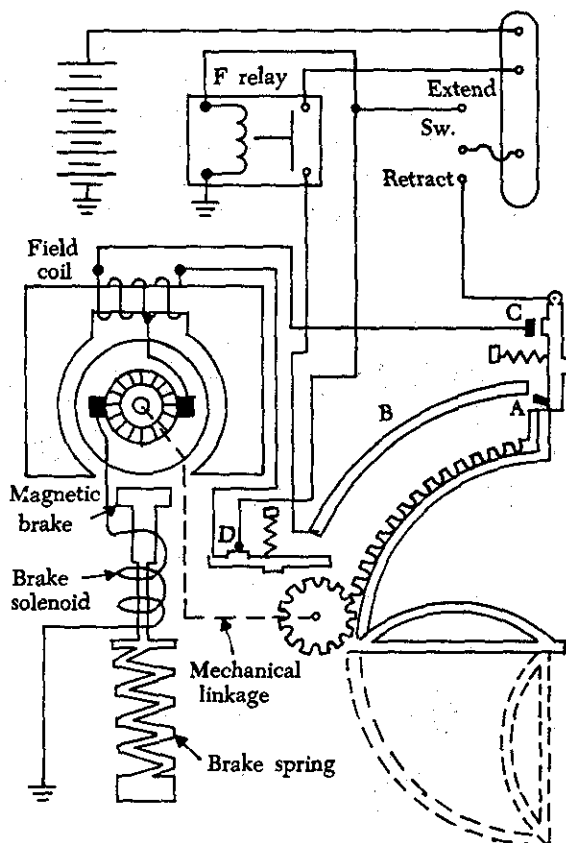 F relay
Extend
Sw.
Retract
Field
coil
C
A
B
Magnetic
brake
D
Brake
solenoid
Mechanical
linkage
Brake spring